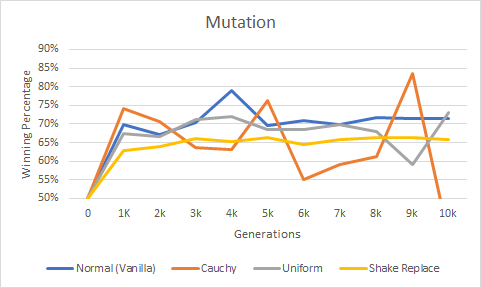 Mutation
90%
85%
80%
75%
70%
65%
60%
55%
50%
Winning Percentage
0 1K 2k 3k 4k 5k 6k 7k 8k 9k 10k
Generations
Normal (Vanilla) Cauchy Uniform Shake Replace